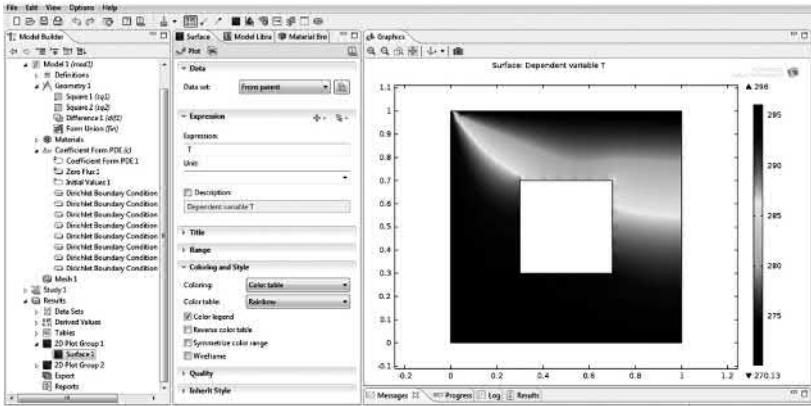 File Edit View Options Help
Model Builder
Model 1 (mod1)
Definitions
Geometry 1
Square 1 (sq1)
Square 2 (sq2)
Difference 1 (dif1)
Form Union (fin)
Materials
Coefficient Form PDE (c)
Coefficient Form PDE 1
Zero Flux 1
Initial Values 1
Dirichlet Boundary Condition
Dirichlet Boundary Condition
Dirichlet Boundary Condition
Dirichlet Boundary Condition
Dirichlet Boundary Condition
Dirichlet Boundary Condition
Dirichlet Boundary Condition
Dirichlet Boundary Condition
Mesh 1
Study 1
Results
Data Sets
Derived Values
Tables
2D Plot Group 1
Surface 1
2D Plot Group 2
Export
Reports
Surface Model Libra Material Bro
Plot
Data
Data set: From parent
Expression
Expression:
T
Unit:
Description:
Dependent variable T
Title
Range
Coloring and Style
Coloring: Color table
Color table: Rainbow
Color legend
Reverse color table
Symmetrize color range
Wireframe
Quality
Inherit Style
Graphics
Surface: Dependent variable T
1.1
1
0.9
0.8
0.7
0.6
0.5
0.4
0.3
0.2
0.1
0
-0.1
-0.2 0 0.2 0.4 0.6 0.8 1 1.2
▲ 296
295
290
285
280
275
▼ 270.13
Messages Progress Log Results